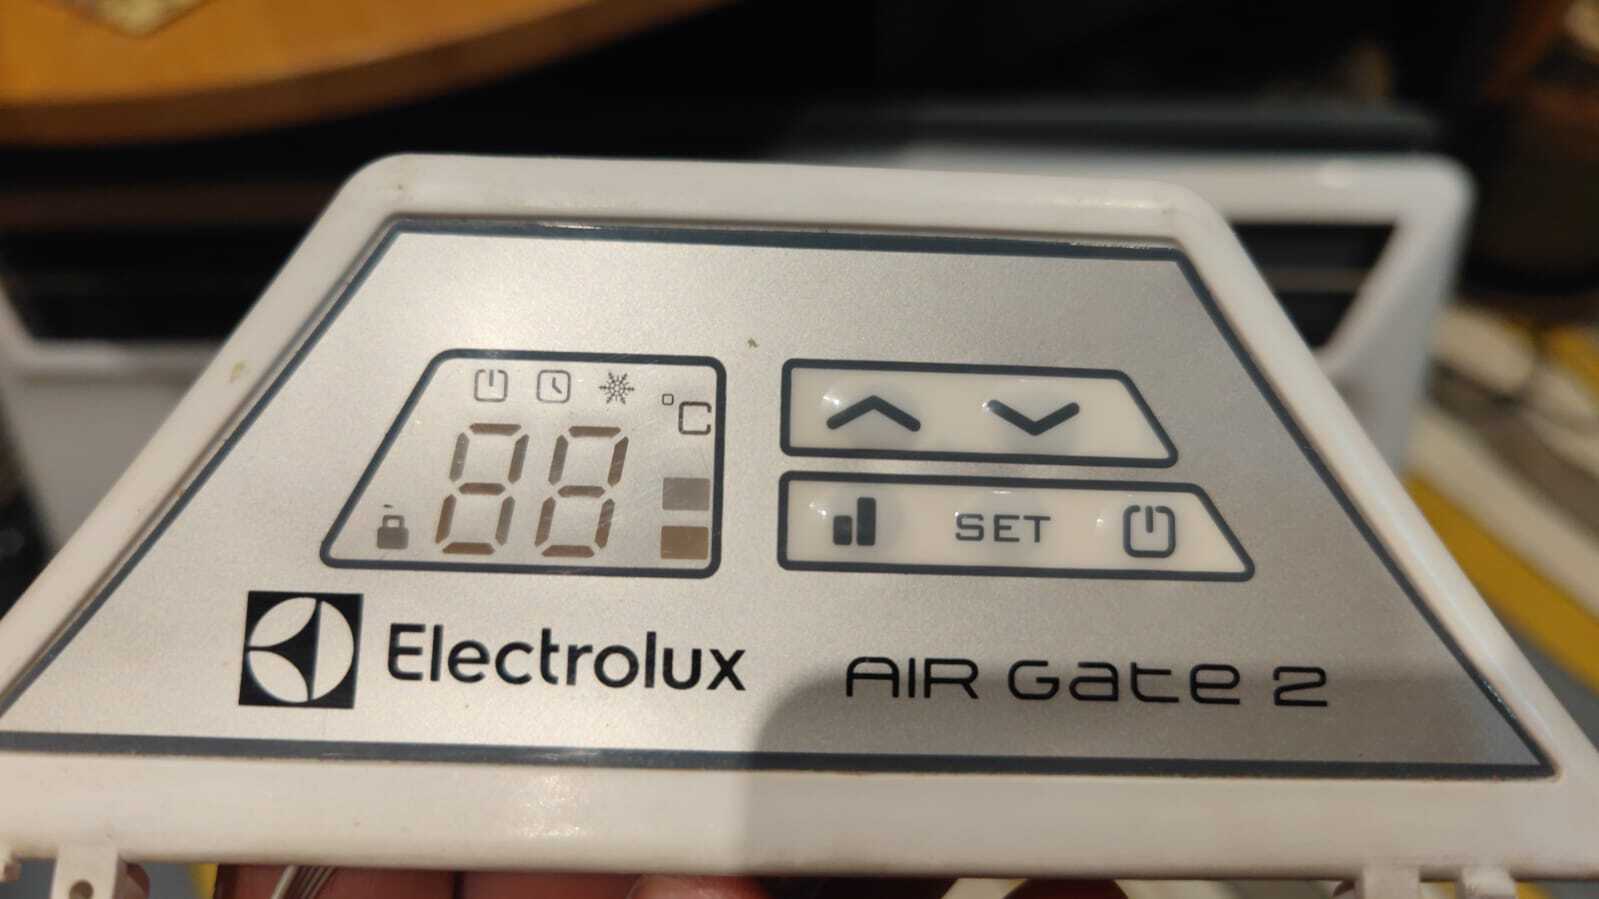 °C
88
SET
Electrolux
AIR GATE 2